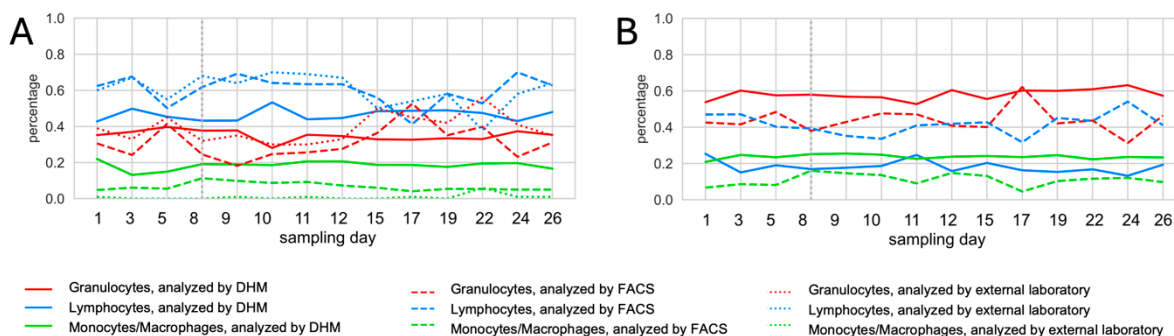 A
B
percentage
1.0
0.8
0.6
0.4
0.2
0.0
1 3 5 8 9 10 11 12 15 17 19 22 24 26
sampling day
percentage
1.0
0.8
0.6
0.4
0.2
0.0
1 3 5 8 9 10 11 12 15 17 19 22 24 26
sampling day
Granulocytes, analyzed by DHM
Lymphocytes, analyzed by DHM
Monocytes/Macrophages, analyzed by DHM
Granulocytes, analyzed by FACS
Lymphocytes, analyzed by FACS
Monocytes/Macrophages, analyzed by FACS
Granulocytes, analyzed by external laboratory
Lymphocytes, analyzed by external laboratory
Monocytes/Macrophages, analyzed by external laboratory